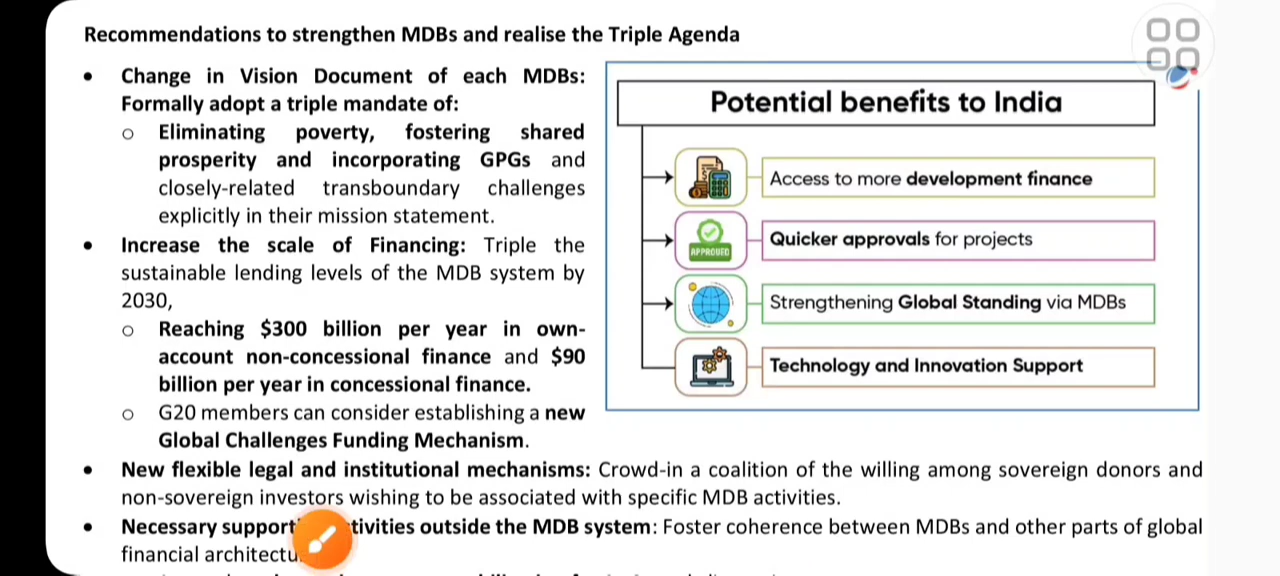 Recommendations to strengthen MDBs and realise the Triple Agenda
• Change in Vision Document of each MDBs:
Formally adopt a triple mandate of:
o Eliminating poverty, fostering shared
prosperity and incorporating GPGs and
closely-related transboundary challenges
explicitly in their mission statement.
• Increase the scale of Financing: Triple the
sustainable lending levels of the MDB system by
2030,
o Reaching $300 billion per year in own-
account non-concessional finance and $90
billion per year in concessional finance.
o G20 members can consider establishing a new
Global Challenges Funding Mechanism.
Potential benefits to India
Access to more development finance
APPROVED
Quicker approvals for projects
Strengthening Global Standing via MDBs
Technology and Innovation Support
• New flexible legal and institutional mechanisms: Crowd-in a coalition of the willing among sovereign donors and
non-sovereign investors wishing to be associated with specific MDB activities.
• Necessary support outside the MDB system: Foster coherence between MDBs and other parts of global
financial